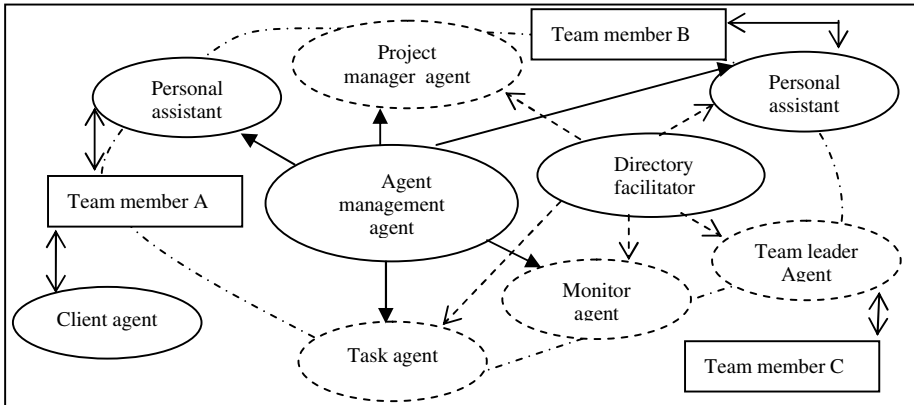 Project
manager agent
Team member B
Personal
assistant
Personal
assistant
Directory
facilitator
Agent
management
agent
Team member A
Team leader
Agent
Monitor
agent
Client agent
Task agent
Team member C